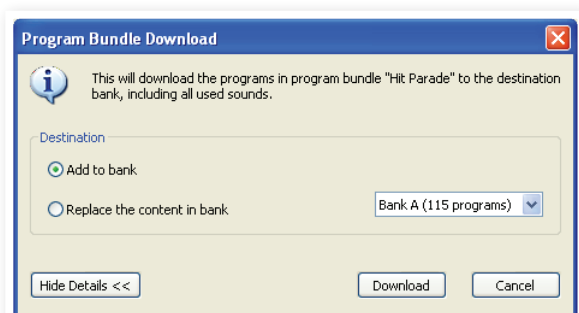 Program Bundle Download
This will download the programs in program bundle "Hit Parade" to the destination
bank, including all used sounds.
Destination
Add to bank
Replace the content in bank
Bank A (115 programs)
Hide Details <<
Download
Cancel